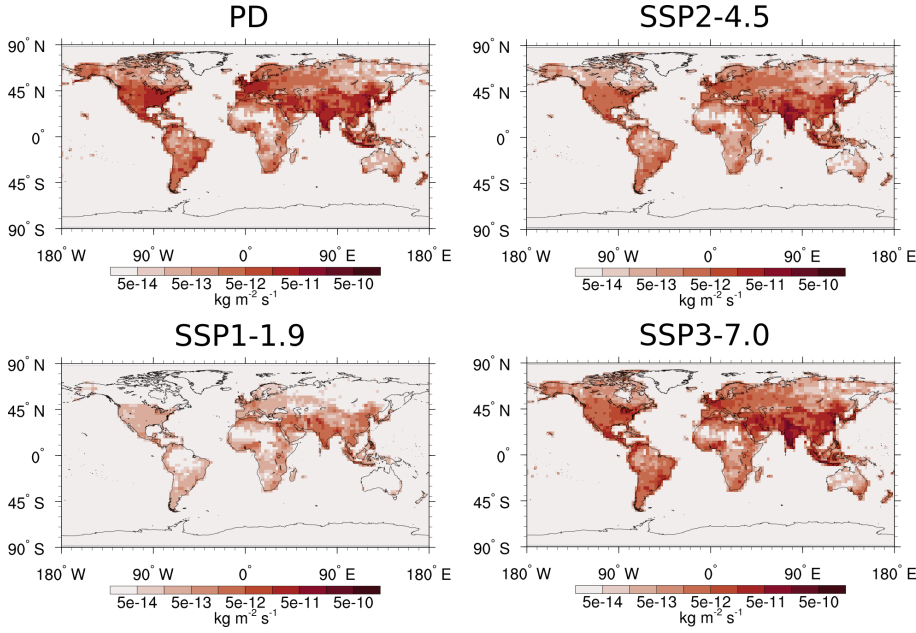 PD
SSP2-4.5
90° N
45° N
0°
45° S
90° S
180° W
90° W
0°
90° E
180° E
5e-14
5e-13
5e-12
5e-11
5e-10
kg m⁻² s⁻¹
90° N
45° N
0°
45° S
90° S
180° W
90° W
0°
90° E
180° E
5e-14
5e-13
5e-12
5e-11
5e-10
kg m⁻² s⁻¹
SSP1-1.9
SSP3-7.0
90° N
45° N
0°
45° S
90° S
180° W
90° W
0°
90° E
180° E
5e-14
5e-13
5e-12
5e-11
5e-10
kg m⁻² s⁻¹
90° N
45° N
0°
45° S
90° S
180° W
90° W
0°
90° E
180° E
5e-14
5e-13
5e-12
5e-11
5e-10
kg m⁻² s⁻¹